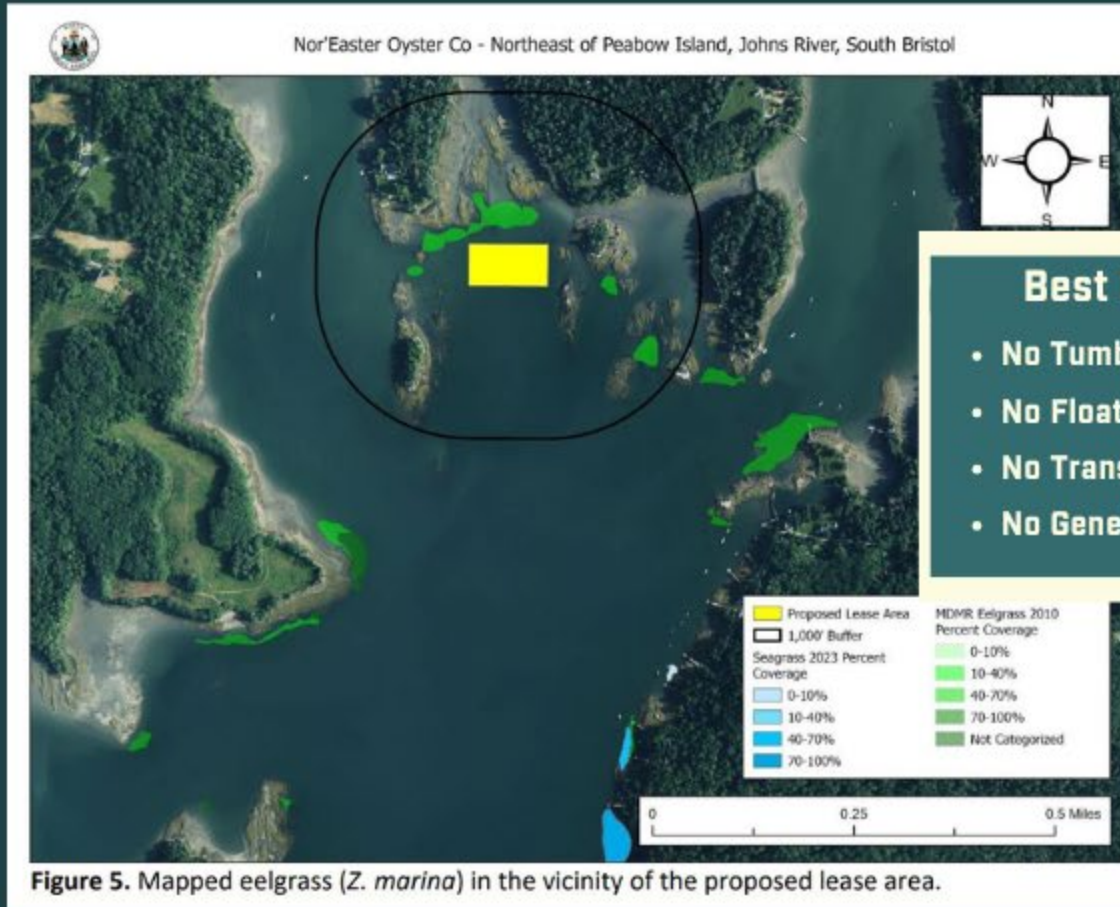 Nor'Easter Oyster Co - Northeast of Peabow Island, Johns River, South Bristol
N
W
E
S
Best
• No Tumb
• No Float
• No Trans
• No Gene
Proposed Lease Area
1,000' Buffer
Seagrass 2023 Percent
Coverage
0-10%
10-40%
40-70%
70-100%
MDMR Eelgrass 2010
Percent Coverage
0-10%
10-40%
40-70%
70-100%
Not Categorized
0 0.25 0.5 Miles
Figure 5. Mapped eelgrass (Z. marina) in the vicinity of the proposed lease area.